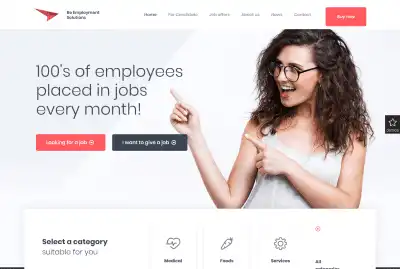 Be Employment
Solutions
Home
For Candidate
Job offers
About us
News
Contact
Buy now
100's of employees
placed in jobs
every month!
Looking for a job
I want to give a job
Select a category
suitable for you
Medical
Foods
Services
All